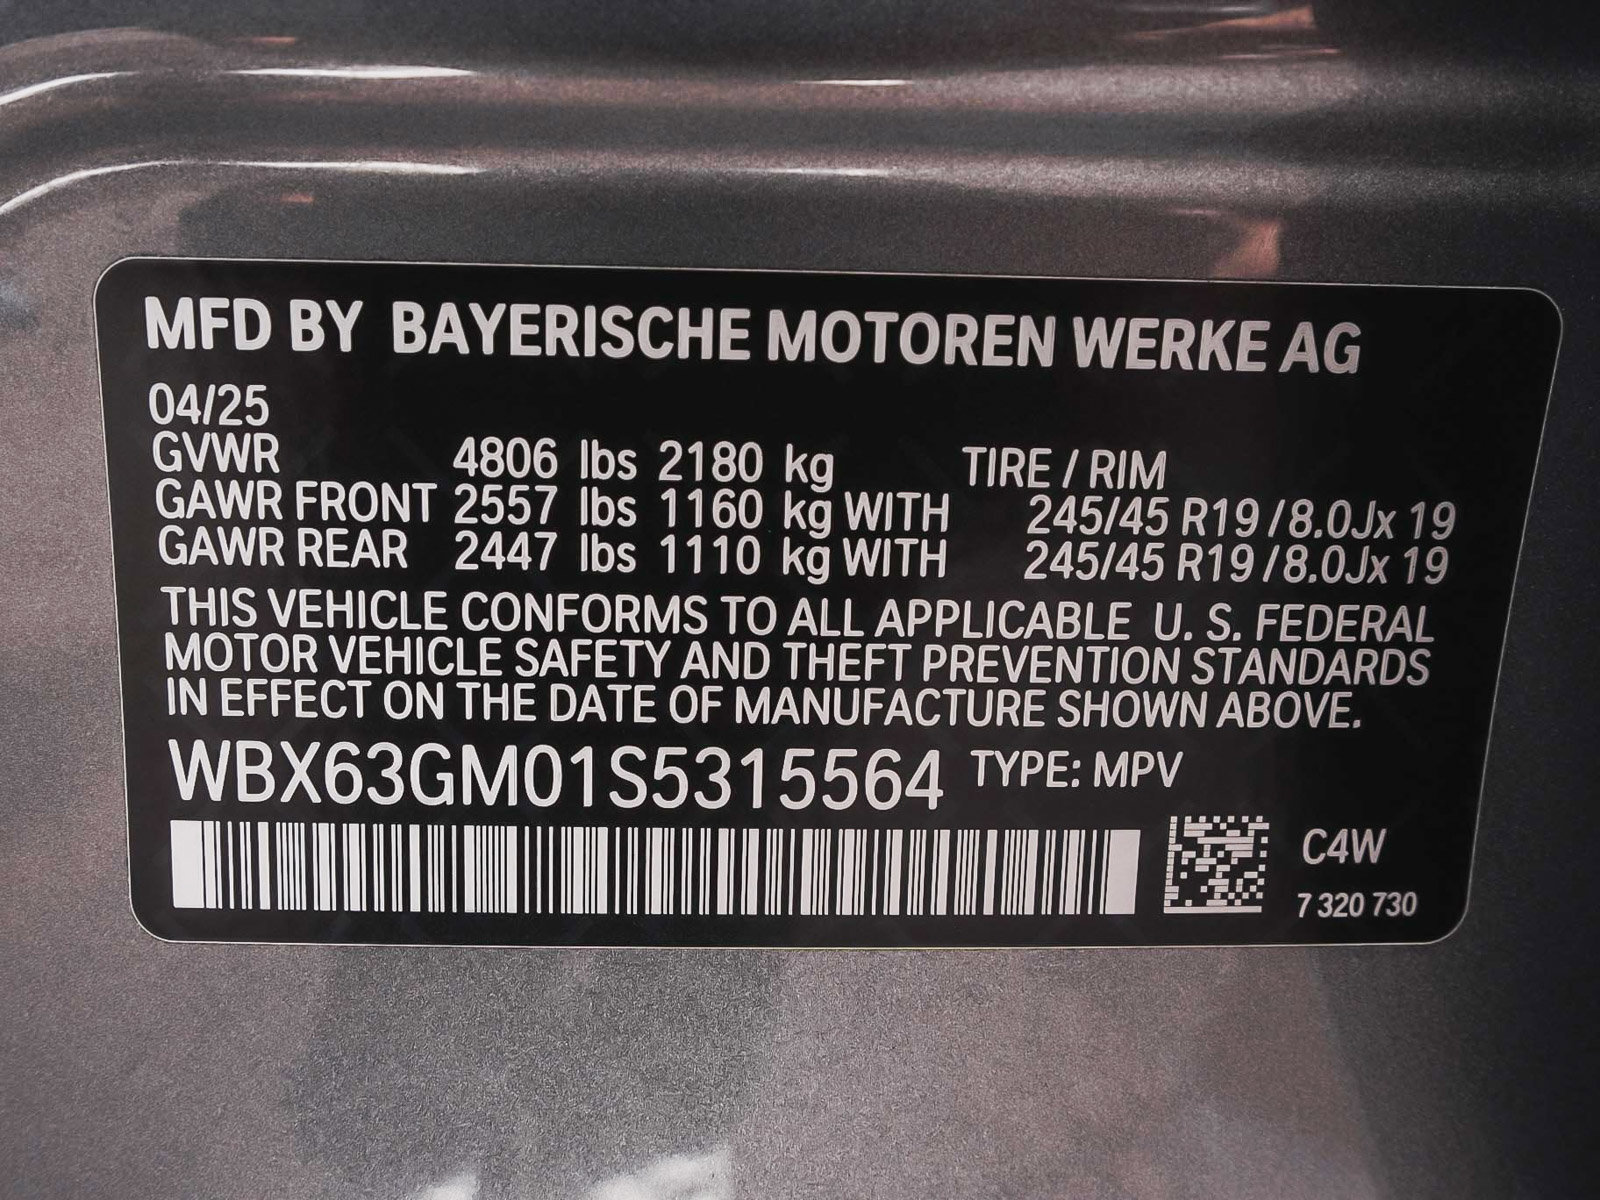 MFD BY BAYERISCHE MOTOREN WERKE AG
04/25
GVWR 4806 lbs 2180 kg TIRE / RIM
GAWR FRONT 2557 lbs 1160 kg WITH 245/45 R19 / 8.0Jx 19
GAWR REAR 2447 lbs 1110 kg WITH 245/45 R19 / 8.0Jx 19
THIS VEHICLE CONFORMS TO ALL APPLICABLE U. S. FEDERAL
MOTOR VEHICLE SAFETY AND THEFT PREVENTION STANDARDS
IN EFFECT ON THE DATE OF MANUFACTURE SHOWN ABOVE.
WBX63GM01S5315564 TYPE: MPV
C4W
7 320 730